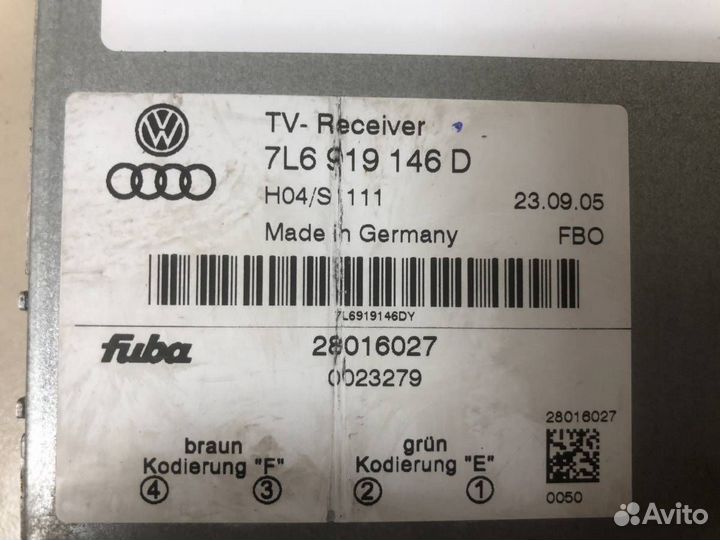 TV- Receiver
7L6 919 146 D
H04/S 111
23.09.05
Made in Germany
FBO
7L6919146DY
fuba
28016027
0023279
28016027
braun
grün
Kodierung "F"
Kodierung "E"
4 3 2 1
0050
Avito